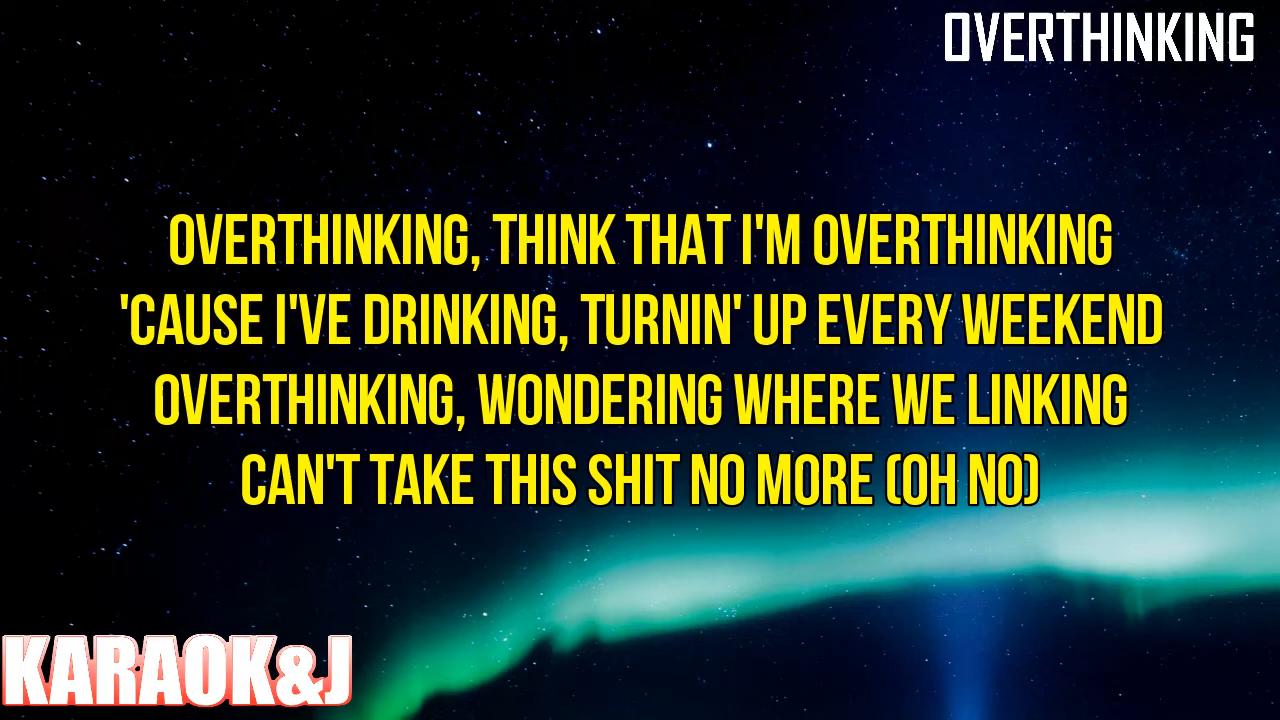 OVERTHINKING
OVERTHINKING, THINK THAT I'M OVERTHINKING
'CAUSE I'VE DRINKING, TURNIN' UP EVERY WEEKEND
OVERTHINKING, WONDERING WHERE WE LINKING
CAN'T TAKE THIS SHIT NO MORE (OH NO)
KARAOK&J